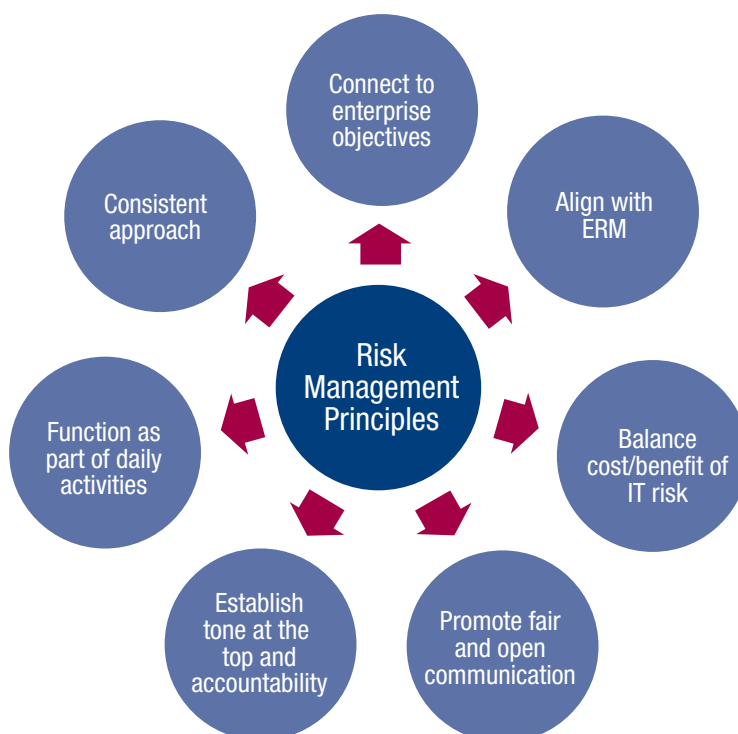 Connect to
enterprise
objectives
Align with
ERM
Balance
cost/benefit of
IT risk
Promote fair
and open
communication
Establish
tone at the
top and
accountability
Function as
part of daily
activities
Consistent
approach
Risk
Management
Principles